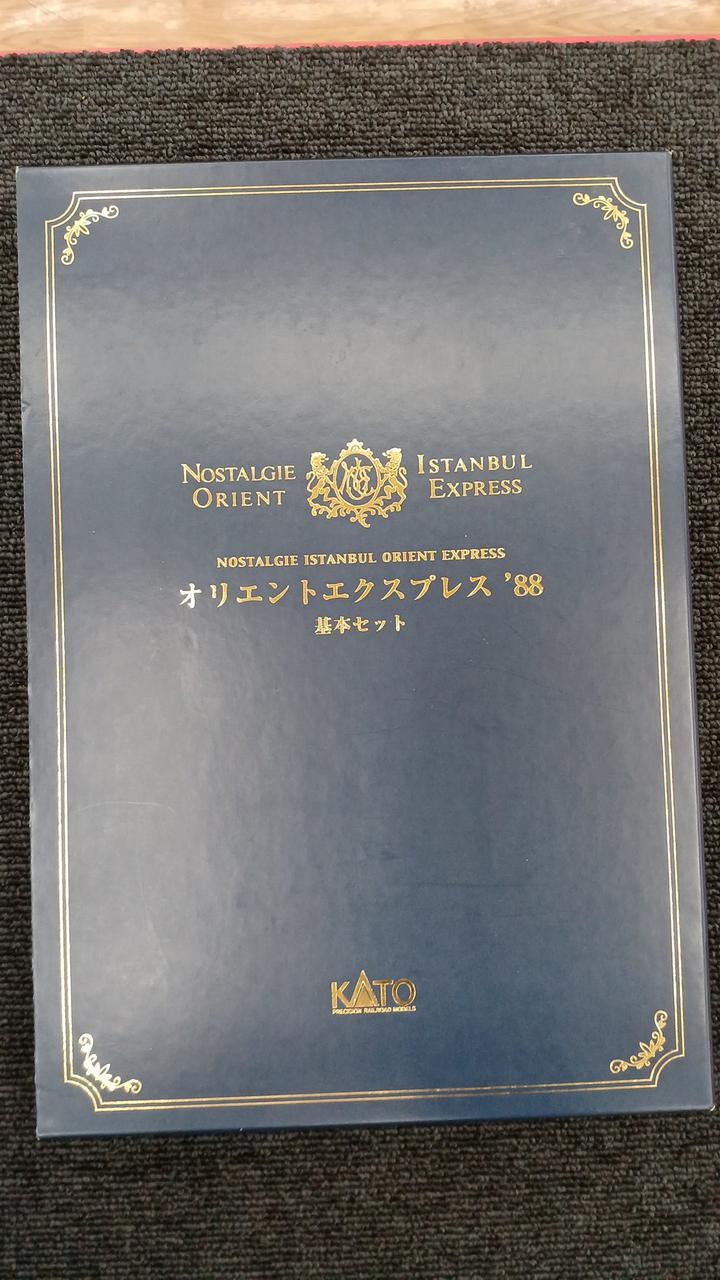 NOSTALGIE ORIENT
ISTANBUL EXPRESS
NOSTALGIE ISTANBUL ORIENT EXPRESS
オリエントエクスプレス ’88
基本セット
KATO
PRECISION RAILROAD MODELS